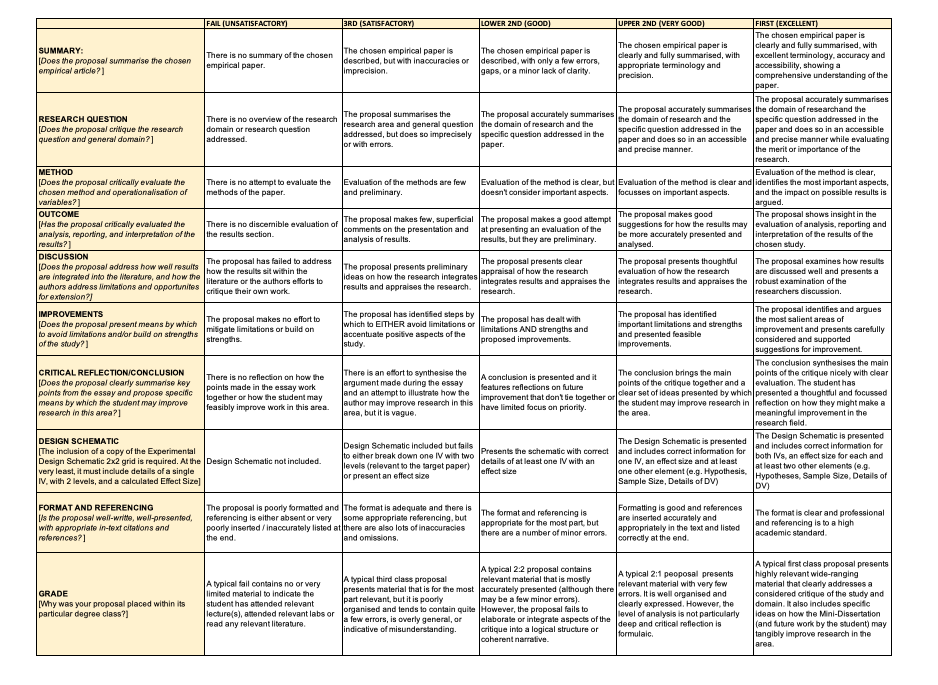 FAIL (UNSATISFACTORY) 3RD (SATISFACTORY) LOWER 2ND (GOOD) UPPER 2ND (VERY GOOD) FIRST (EXCELLENT)
SUMMARY:
[Does the proposal summarise the chosen
empirical article? ]
There is no summary of the chosen
empirical paper.
The chosen empirical paper is
described, but with inaccuracies or
imprecision.
The chosen empirical paper is
described, with only a few errors,
gaps, or a minor lack of clarity.
The chosen empirical paper is
clearly and fully summarised, with
appropriate terminology and
precision.
The chosen empirical paper is
clearly and fully summarised, with
excellent terminology, accuracy and
accessibility, showing a
comprehensive understanding of the
paper.
RESEARCH QUESTION
[Does the proposal critique the research
question and general domain? ]
There is no overview of the research
domain or research question
addressed.
The proposal summarises the
research area and general question
addressed, but does so imprecisely
or with errors.
The proposal accurately summarises
the domain of research and the
specific question addressed in the
paper.
The proposal accurately summarises
the domain of research and the
specific question addressed in the
paper and does so in an accessible
and precise manner.
The proposal accurately summarises
the domain of researchand the
specific question addressed in the
paper and does so in an accessible
and precise manner while evaluating
the merit or importance of the
research.
METHOD
[Does the proposal critically evaluate the
chosen method and operationalisation of
variables? ]
There is no attempt to evaluate the
methods of the paper.
Evaluation of the methods are few
and preliminary.
Evaluation of the method is clear, but
doesn't consider important aspects.
Evaluation of the method is clear and
focusses on important aspects.
Evaluation of the method is clear,
identifies the most important aspects,
and the impact on possible results is
argued.
OUTCOME
[Has the proposal critically evaluated the
analysis, reporting, and interpretation of the
results? ]
There is no discernible evaluation of
the results section.
The proposal makes few, superficial
comments on the presentation and
analysis of results.
The proposal makes a good attempt
at presenting an evaluation of the
results, but they are preliminary.
The proposal makes good
suggestions for how the results may
be more accurately presented and
analysed.
The proposal shows insight in the
evaluation of analysis, reporting and
interpretation of the results of the
chosen study.
DISCUSSION
[Does the proposal address how well results
are integrated into the literature, and how the
authors address limitations and opportunites
for extension?]
The proposal has failed to address
how the results sit within the
literature or the authors efforts to
critique their own work.
The proposal presents preliminary
ideas on how the research integrates
results and appraises the research.
The proposal presents clear
appraisal of how the research
integrates results and appraises the
research.
The proposal presents thoughtful
evaluation of how the research
integrates results and appraises the
research.
The proposal examines how results
are discussed well and presents a
robust examination of the
researchers discussion.
IMPROVEMENTS
[Does the proposal present means by which
to avoid limitations and/or build on strengths
of the study? ]
The proposal makes no effort to
mitigate limitations or build on
strengths.
The proposal has identified steps by
which to EITHER avoid limitations or
accentuate positive aspects of the
study.
The proposal has dealt with
limitations AND strengths and
proposed improvements.
The proposal has identified
important limitations and strengths
and presented feasible
improvements.
The proposal identifies and argues
the most salient areas of
improvement and presents carefully
considered and supported
suggestions for improvement.
CRITICAL REFLECTION/CONCLUSION
[Does the proposal clearly summarise key
points from the essay and propose specific
means by which the student may improve
research in this area? ]
There is no reflection on how the
points made in the essay work
together or how the student may
feasibly improve work in this area.
There is an effort to synthesise the
argument made during the essay
and an attempt to illustrate how the
author may improve research in this
area, but it is vague.
A conclusion is presented and it
features reflections on future
improvement that don't tie together or
have limited focus on priority.
The conclusion brings the main
points of the critique together and a
clear set of ideas presented by which
the student may improve research in
the area.
The conclusion synthesises the main
points of the critique nicely with clear
evaluation. The student has
presented a thoughtful and focussed
reflection on how they might make a
meaningful improvement in the
research field.
DESIGN SCHEMATIC
[The inclusion of a copy of the Experimental
Design Schematic 2x2 grid is required. At the
very least, it must include details of a single
IV, with 2 levels, and a calculated Effect Size]
Design Schematic not included.
Design Schematic included but fails
to either break down one IV with two
levels (relevant to the target paper)
or present an effect size
Presents the schematic with correct
details of at least one IV with an
effect size
The Design Schematic is presented
and includes correct information for
one IV, an effect size and at least
one other element (e.g. Hypothesis,
Sample Size, Details of DV)
The Design Schematic is presented
and includes correct information for
both IVs, an effect size for each and
at least two other elements (e.g.
Hypotheses, Sample Size, Details of
DV)
FORMAT AND REFERENCING
[Is the proposal well-write, well-presented,
with appropriate in-text citations and
references? ]
The proposal is poorly formatted and
referencing is either absent or very
poorly inserted / inaccurately listed at
the end.
The format is adequate and there is
some appropriate referencing, but
there are also lots of inaccuracies
and omissions.
The format and referencing is
appropriate for the most part, but
there are a number of minor errors.
Formatting is good and references
are inserted accurately and
appropriately in the text and listed
correctly at the end.
The format is clear and professional
and referencing is to a high
academic standard.
GRADE
[Why was your proposal placed within its
particular degree class?]
A typical fail contains no or very
limited material to indicate the
student has attended relevant
lecture(s), attended relevant labs or
read any relevant literature.
A typical third class proposal
presents material that is for the most
part relevant, but it is poorly
organised and tends to contain quite
a few errors, is overly general, or
indicative of misunderstanding.
A typical 2:2 proposal contains
relevant material that is mostly
accurately presented (although there
may be a few minor errors).
However, the proposal fails to
elaborate or integrate aspects of the
critique into a logical structure or
coherent narrative.
A typical 2:1 peoposal presents
relevant material with very few
errors. It is well organised and
clearly expressed. However, the
level of analysis is not particularly
deep and critical reflection is
formulaic.
A typical first class proposal presents
highly relevant wide-ranging
material that clearly addresses a
considered critique of the study and
domain. It also includes specific
ideas on how the Mini-Dissertation
(and future work by the student) may
tangibly improve research in the
area.